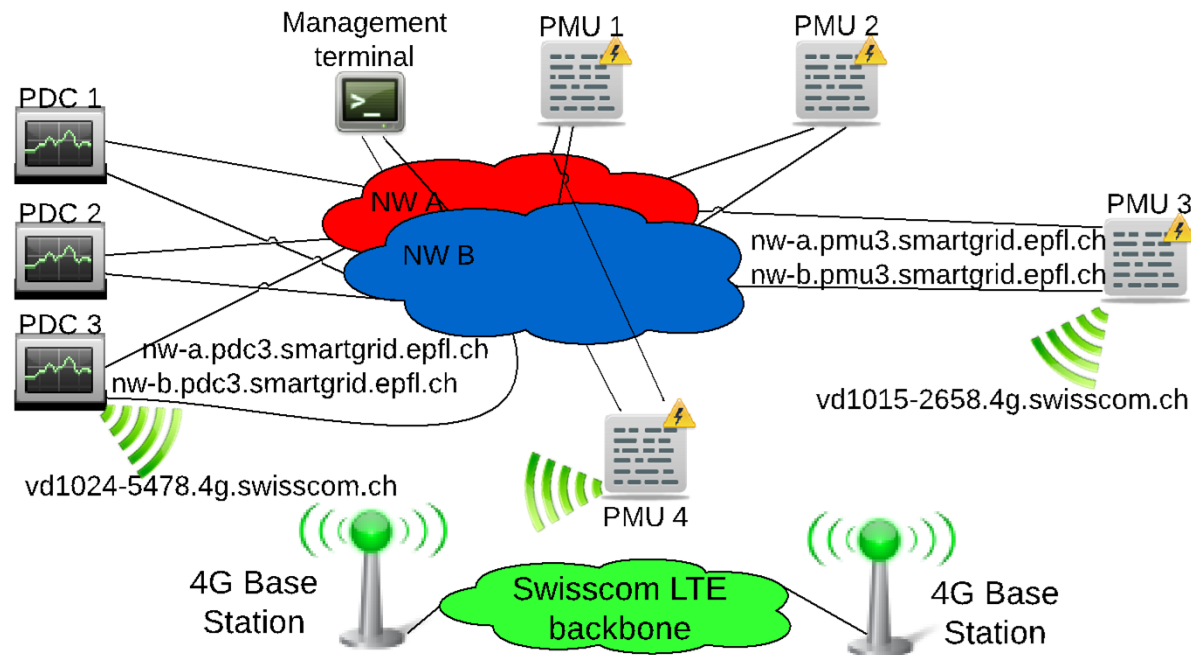 Management
terminal
PMU 1
PMU 2
PDC 1
>_
NW A
PMU 3
PDC 2
NW B
nw-a.pmu3.smartgrid.epfl.ch
nw-b.pmu3.smartgrid.epfl.ch
PDC 3
nw-a.pdc3.smartgrid.epfl.ch
nw-b.pdc3.smartgrid.epfl.ch
vd1015-2658.4g.swisscom.ch
vd1024-5478.4g.swisscom.ch
PMU 4
4G Base
Station
Swisscom LTE
backbone
4G Base
Station